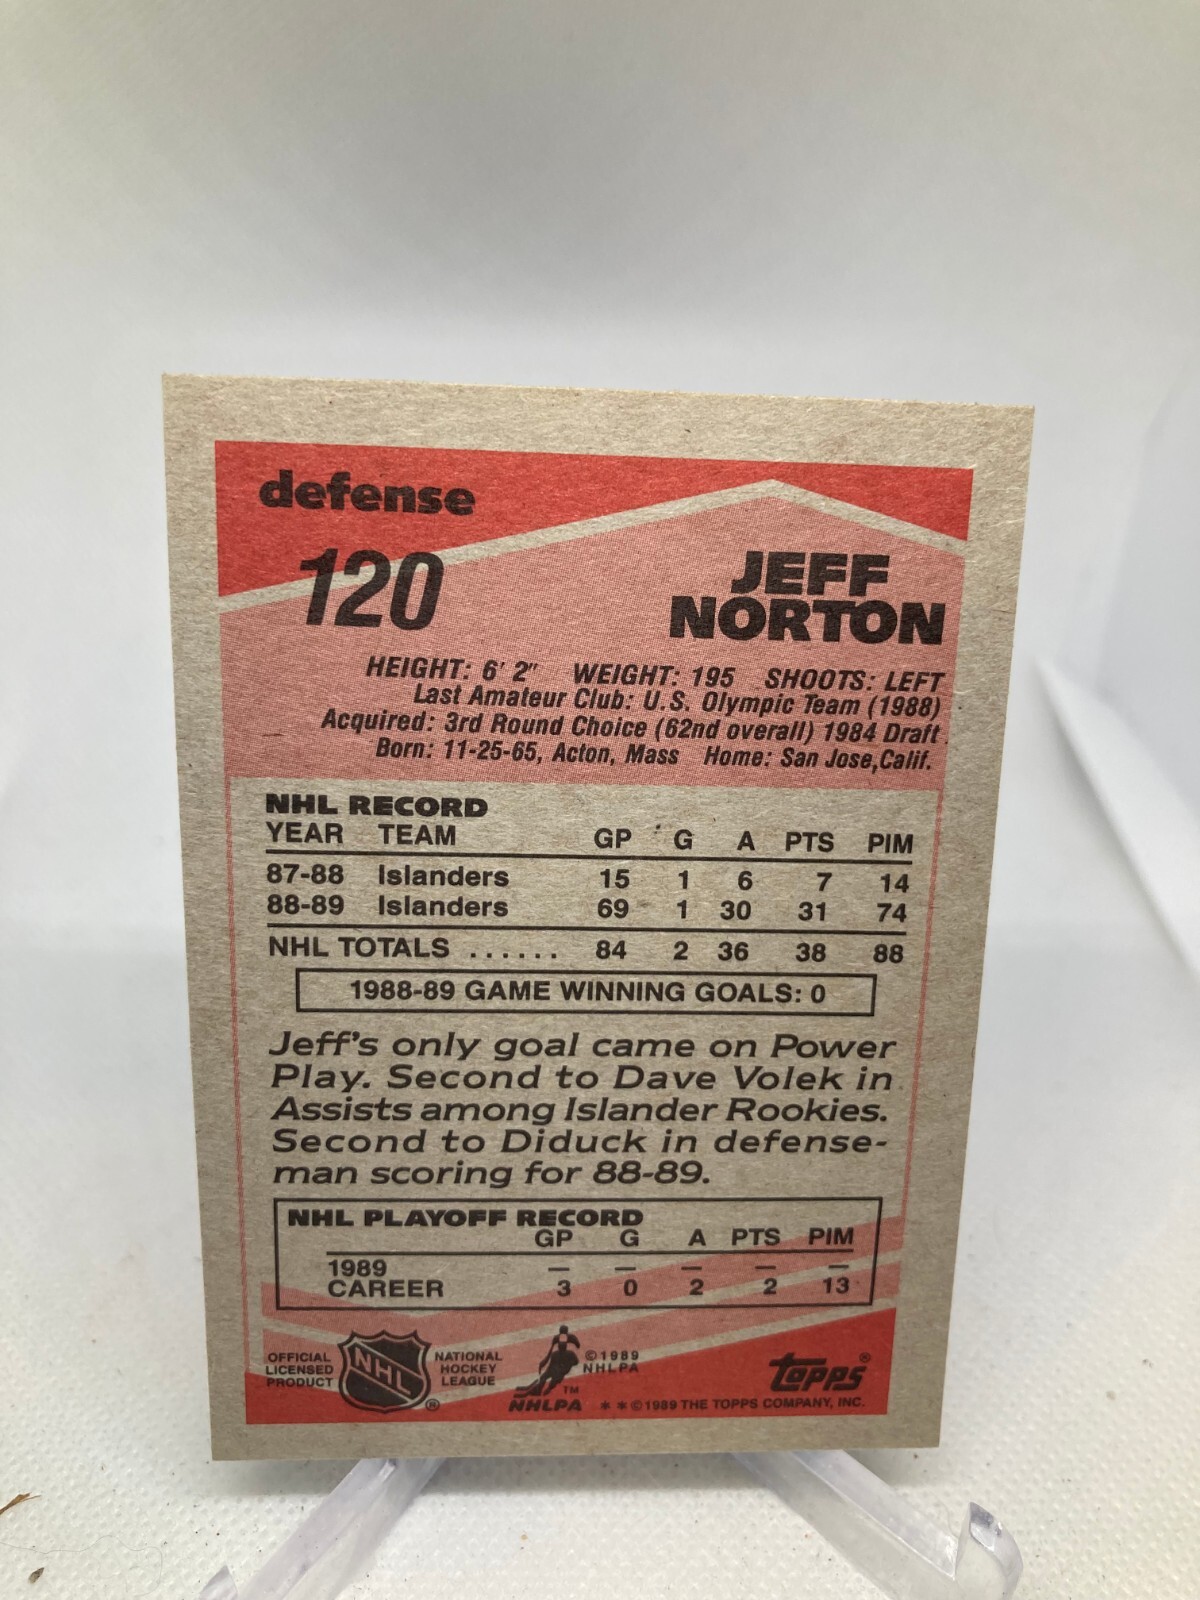 defense
120
JEFF
NORTON
HEIGHT: 6' 2" WEIGHT: 195 SHOOTS: LEFT
Last Amateur Club: U.S. Olympic Team (1988)
Acquired: 3rd Round Choice (62nd overall) 1984 Draft
Born: 11-25-65, Acton, Mass Home: San Jose,Calif.
NHL RECORD
YEAR TEAM GP G A PTS PIM
87-88 Islanders 15 1 6 7 14
88-89 Islanders 69 1 30 31 74
NHL TOTALS ...... 84 2 36 38 88
1988-89 GAME WINNING GOALS: 0
Jeff's only goal came on Power
Play. Second to Dave Volek in
Assists among Islander Rookies.
Second to Diduck in defense-
man scoring for 88-89.
NHL PLAYOFF RECORD
GP G A PTS PIM
1989 — — — — —
CAREER 3 0 2 2 13
OFFICIAL
LICENSED
PRODUCT
NHL
®
NATIONAL
HOCKEY
LEAGUE
TM
NHLPA
©1989
NHLPA
topps®
**©1989 THE TOPPS COMPANY, INC.